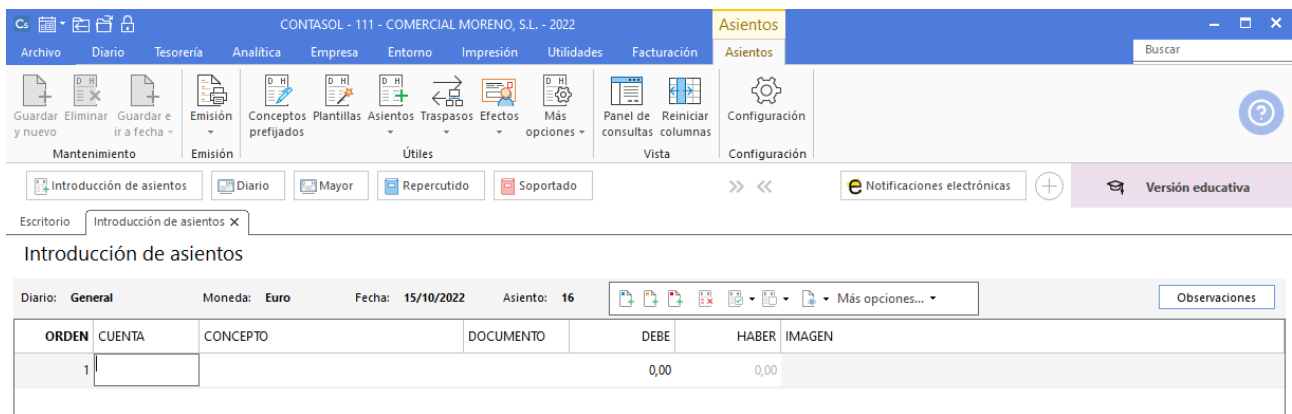 Cs CONTASOL - 111 - COMERCIAL MORENO, S.L. - 2022 Asientos
Archivo Diario Tesorería Analítica Empresa Entorno Impresión Utilidades Facturación Asientos Buscar
Guardar y nuevo Eliminar Guardar e ir a fecha Emisión Conceptos prefijados Plantillas Asientos Traspasos Efectos Más opciones Panel de consultas Reiniciar columnas Configuración
Mantenimiento Emisión Útiles Vista Configuración
Introducción de asientos Diario Mayor Repercutido Soportado Notificaciones electrónicas Versión educativa
Escritorio Introducción de asientos X
Introducción de asientos
Diario: General Moneda: Euro Fecha: 15/10/2022 Asiento: 16 Más opciones... Observaciones
ORDEN CUENTA CONCEPTO DOCUMENTO DEBE HABER IMAGEN
1 0,00 0,00